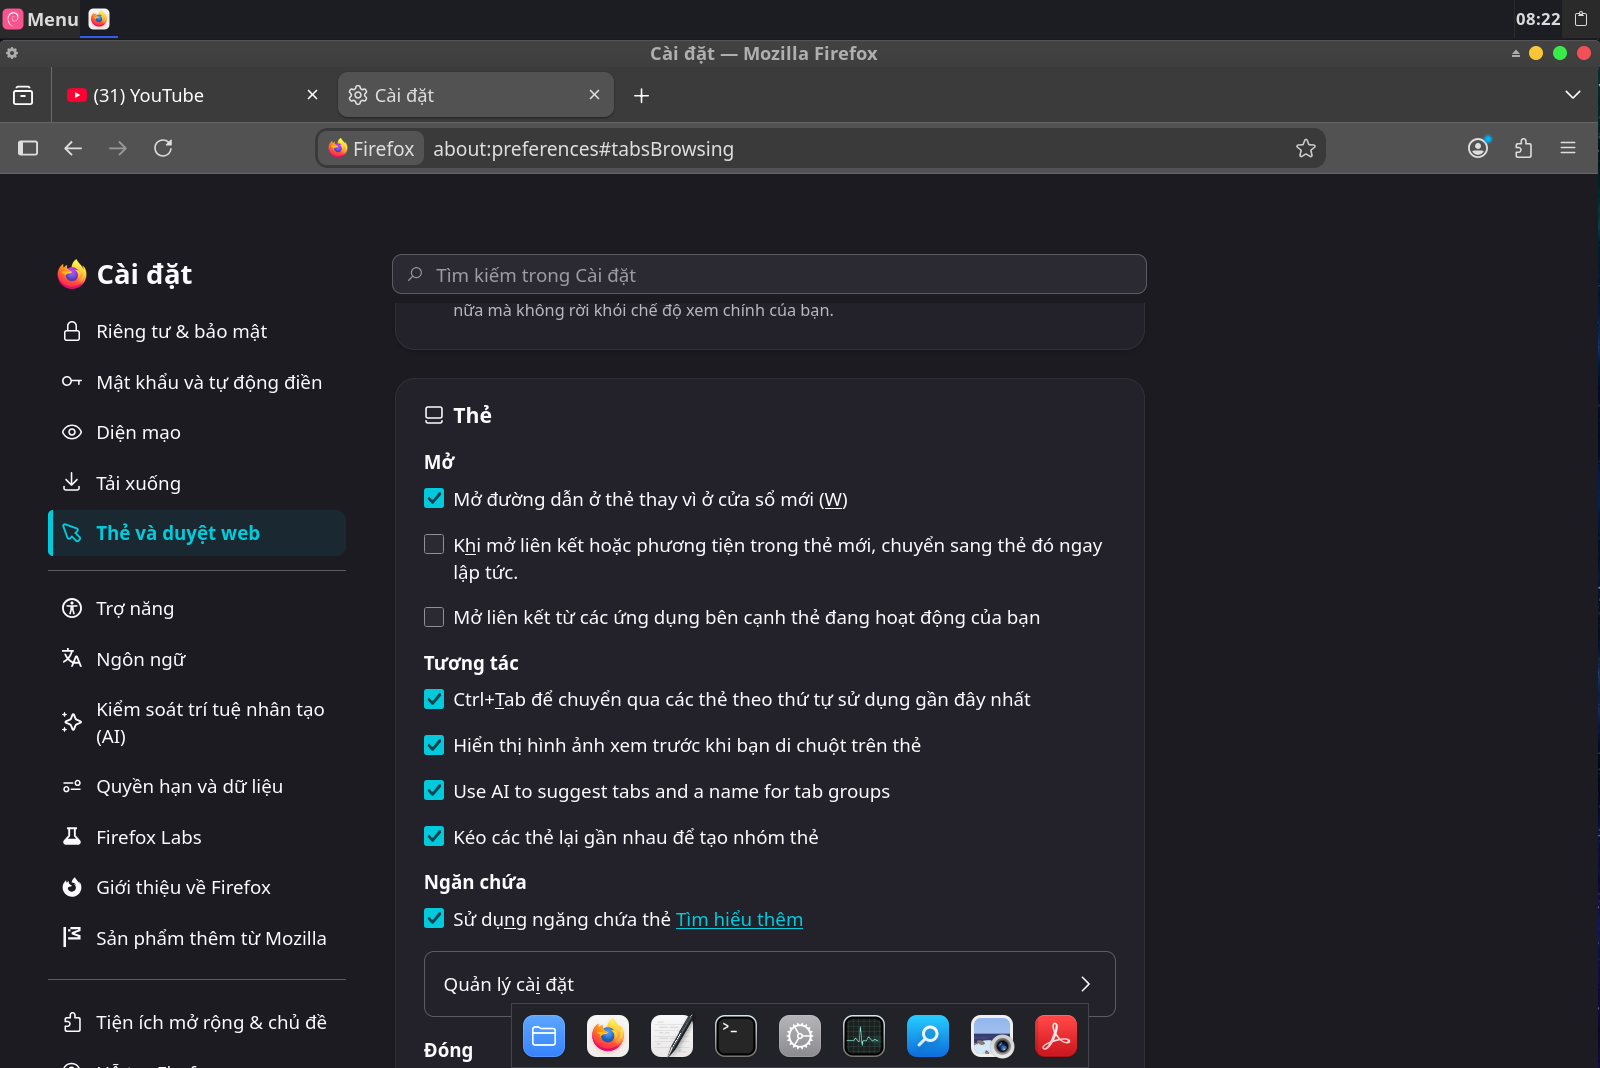 Menu
08:22
Cài đặt — Mozilla Firefox
(31) YouTube
Cài đặt
Firefox
about:preferences#tabsBrowsing
Cài đặt
Tìm kiếm trong Cài đặt
nữa mà không rời khỏi chế độ xem chính của bạn.
Riêng tư & bảo mật
Mật khẩu và tự động điền
Diện mạo
Tải xuống
Thẻ và duyệt web
Trợ năng
Ngôn ngữ
Kiểm soát trí tuệ nhân tạo
(AI)
Quyền hạn và dữ liệu
Firefox Labs
Giới thiệu về Firefox
Sản phẩm thêm từ Mozilla
Tiện ích mở rộng & chủ đề
Thẻ
Mở
Mở đường dẫn ở thẻ thay vì ở cửa sổ mới (W)
Khi mở liên kết hoặc phương tiện trong thẻ mới, chuyển sang thẻ đó ngay
lập tức.
Mở liên kết từ các ứng dụng bên cạnh thẻ đang hoạt động của bạn
Tương tác
Ctrl+Tab để chuyển qua các thẻ theo thứ tự sử dụng gần đây nhất
Hiển thị hình ảnh xem trước khi bạn di chuột trên thẻ
Use AI to suggest tabs and a name for tab groups
Kéo các thẻ lại gần nhau để tạo nhóm thẻ
Ngăn chứa
Sử dụng ngăng chứa thẻ Tìm hiểu thêm
Quản lý cài đặt
Đóng